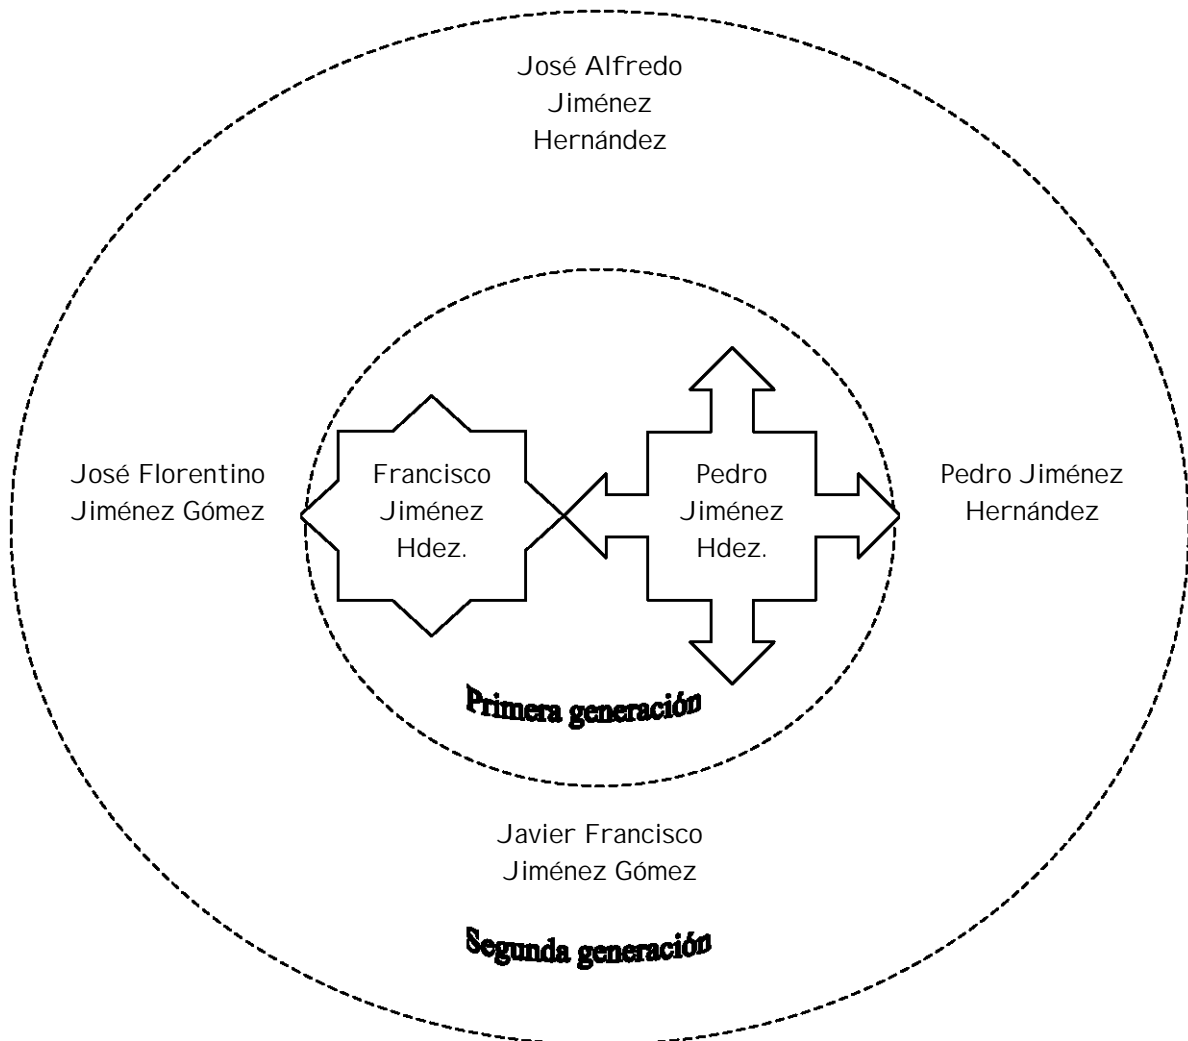 José Alfredo
Jiménez
Hernández
José Florentino
Jiménez Gómez
Francisco
Jiménez
Hdez.
Pedro
Jiménez
Hdez.
Pedro Jiménez
Hernández
Primera generación
Javier Francisco
Jiménez Gómez
Segunda generación